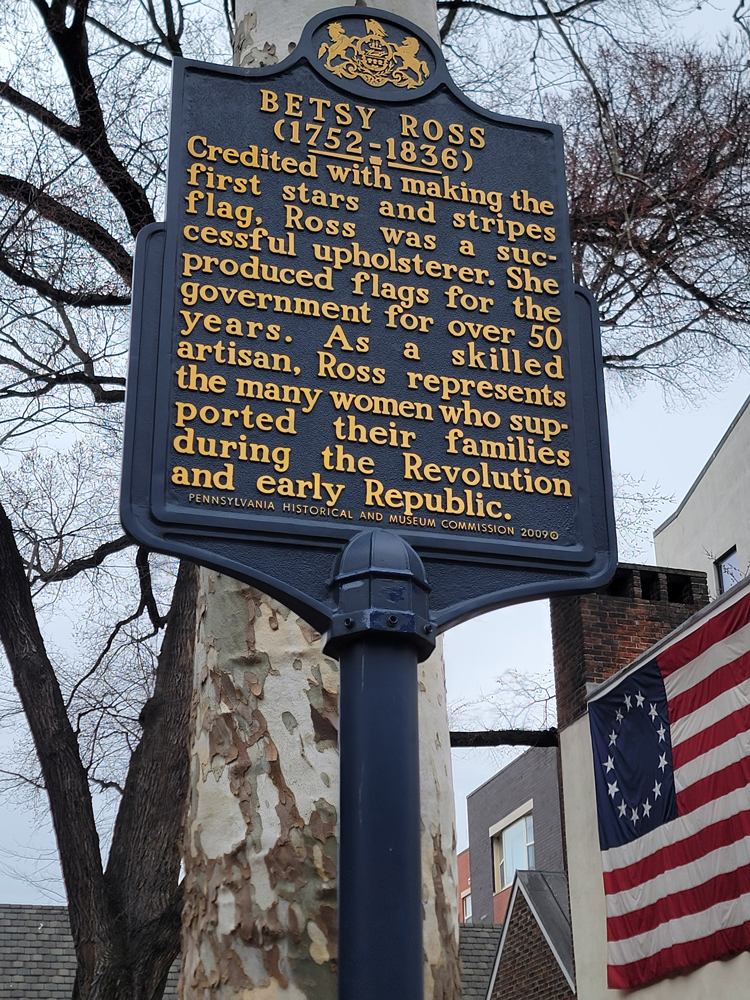 BETSY ROSS
(1752-1836)
Credited with making the
first stars and stripes
flag, Ross was a suc-
cessful upholsterer. She
produced flags for the
government for over 50
years. As a skilled
artisan, Ross represents
the many women who sup-
ported their families
during the Revolution
and early Republic.
PENNSYLVANIA HISTORICAL AND MUSEUM COMMISSION 2009©